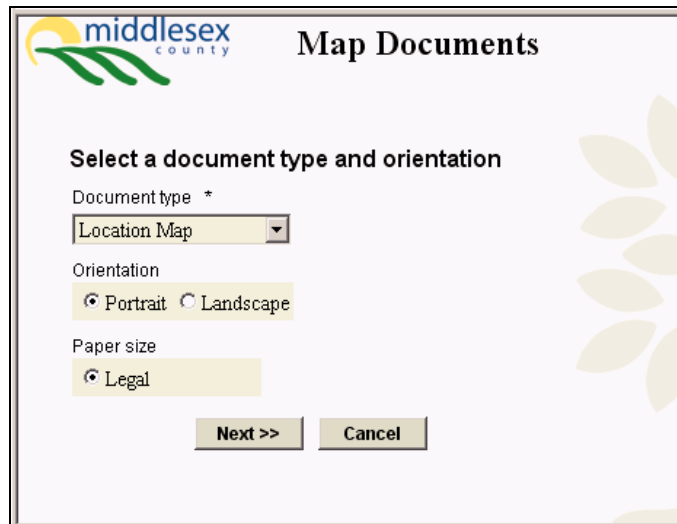 middlesex
county
Map Documents
Select a document type and orientation
Document type *
Location Map
Orientation
Portrait Landscape
Paper size
Legal
Next >> Cancel